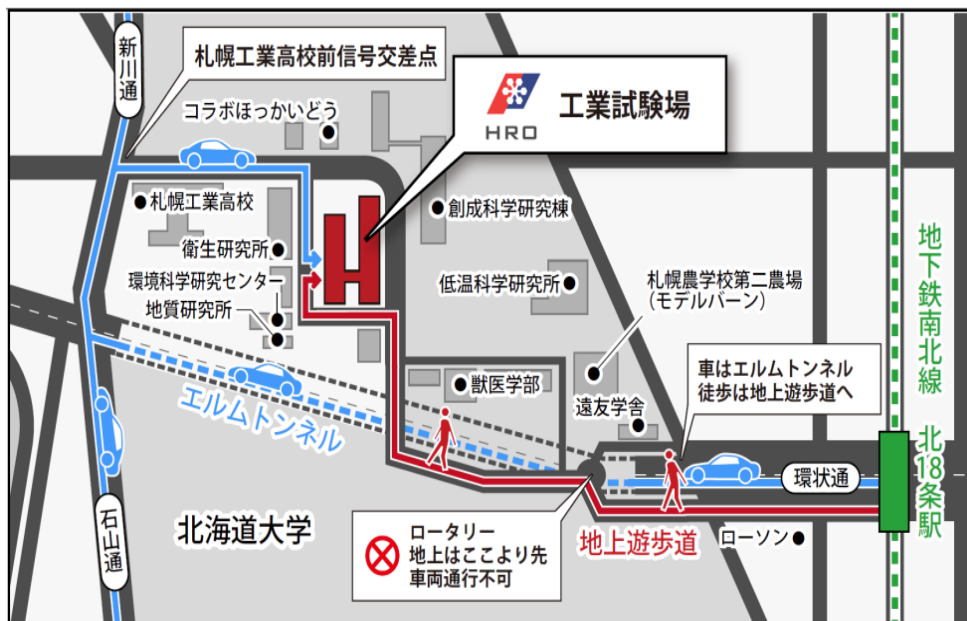 新川通
札幌工業高校前信号交差点
コラボほっかいどう
HRO
工業試験場
札幌工業高校
創成科学研究棟
衛生研究所
環境科学研究センター
地質研究所
低温科学研究所
札幌農学校第二農場
（モデルバーン）
地下鉄南北線 北18条駅
エルムトンネル
獣医学部
遠友学舎
車はエルムトンネル
徒歩は地上遊歩道へ
環状通
石山通
北海道大学
ロータリー
地上はここより先
車両通行不可
地上遊歩道
ローソン